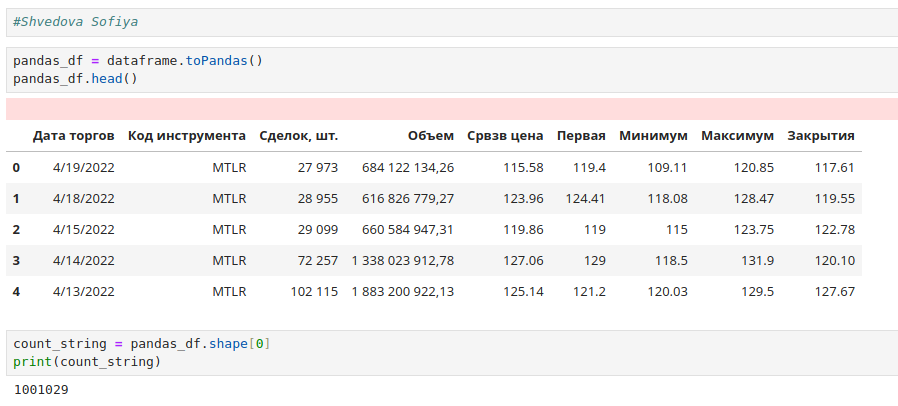 #Shvedova Sofiya
pandas_df = dataframe.toPandas()
pandas_df.head()
Дата торгов Код инструмента Сделок, шт. Объем Српзв цена Первая Минимум Максимум Закрытия
0 4/19/2022 MTLR 27 973 684 122 134,26 115.58 119.4 109.11 120.85 117.61
1 4/18/2022 MTLR 28 955 616 826 779,27 123.96 124.41 118.08 128.47 119.55
2 4/15/2022 MTLR 29 099 660 584 947,31 119.86 119 115 123.75 122.78
3 4/14/2022 MTLR 72 257 1 338 023 912,78 127.06 129 118.5 131.9 120.10
4 4/13/2022 MTLR 102 115 1 883 200 922,13 125.14 121.2 120.03 129.5 127.67
count_string = pandas_df.shape[0]
print(count_string)
1001029